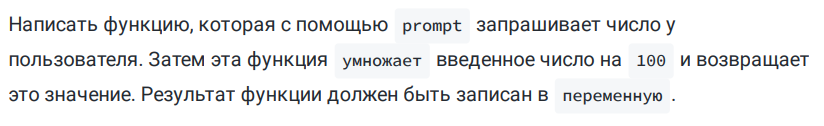 Написать функцию, которая с помощью prompt запрашивает число у
пользователя. Затем эта функция умножает введенное число на 100 и возвращает
это значение. Результат функции должен быть записан в переменную.